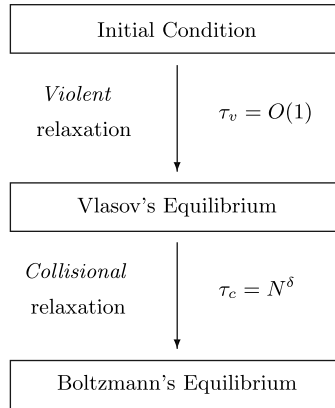 Initial Condition
Violent
relaxation
τ_v = O(1)
Vlasov's Equilibrium
Collisional
relaxation
τ_c = N^δ
Boltzmann's Equilibrium